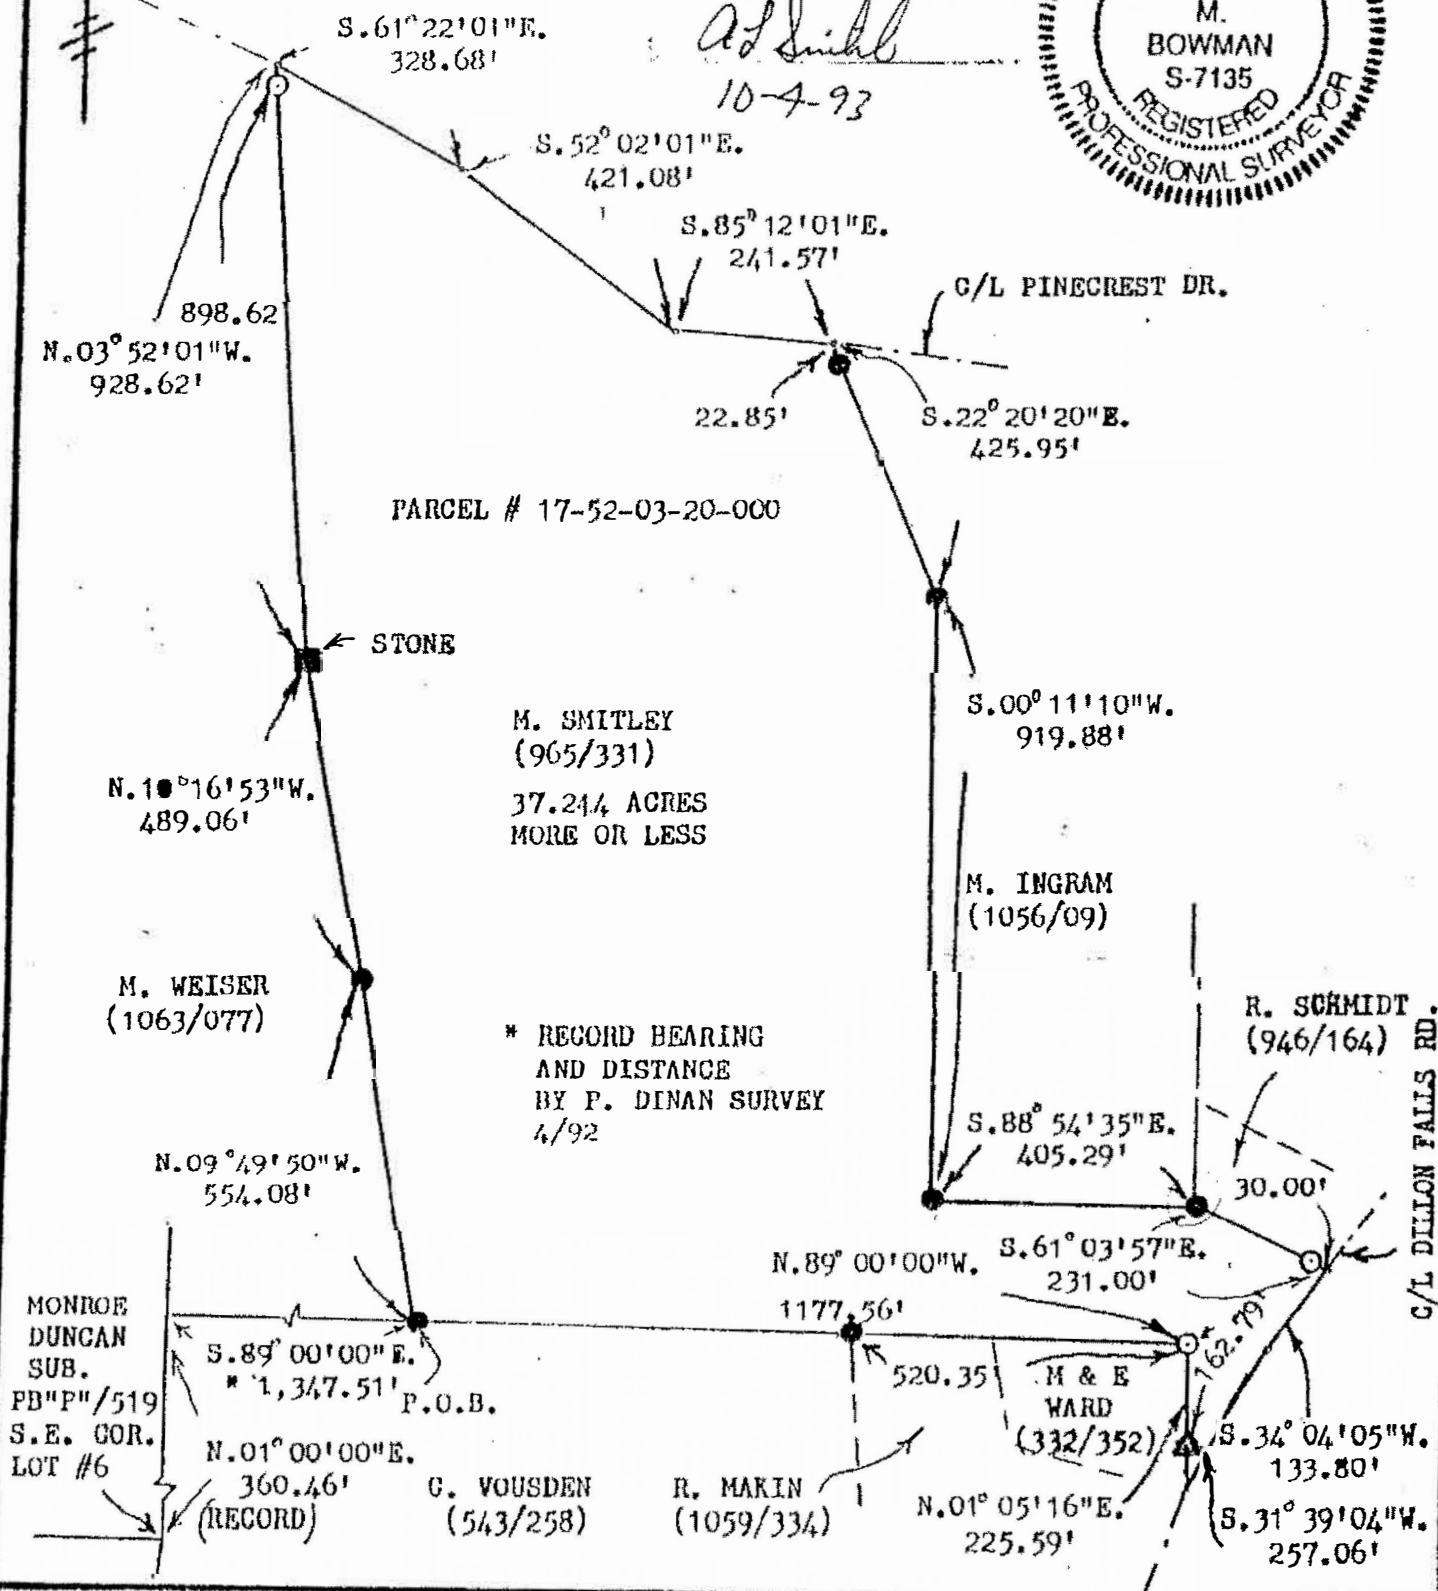 S.61°22'01"E.
328.68'
10-4-93
M.
BOWMAN
S-7135
REGISTERED
PROFESSIONAL SURVEYOR
S.52°02'01"E.
421.08'
S.85°12'01"E.
241.57'
C/L PINECREST DR.
898.62
N.03°52'01"W.
928.62'
22.85'
S.22°20'20"E.
425.95'
PARCEL # 17-52-03-20-000
STONE
M. SMITLEY
(965/331)
37.214 ACRES
MORE OR LESS
S.00°11'10"W.
919.88'
489.06'
M. INGRAM
(1056/09)
M. WEISER
(1063/077)
* RECORD BEARING
AND DISTANCE
BY P. DINAN SURVEY
4/92
R. SCHMIDT
(946/164)
C/L DILLON FALLS RD.
S.88°54'35"E.
405.29'
30.00'
N.09°49'50"W.
554.08'
N.89°00'00"W.
1177.56'
S.61°03'57"E.
231.00'
162.79'
MONROE
DUNCAN
SUB.
PB"P"/519
S.E. COR.
LOT #6
S.89°00'00"E.
* 1,347.51'
P.O.B.
520.35'
M & E
WARD
(332/352)
S.34°04'05"W.
133.80'
N.01°00'00"E.
360.46'
(RECORD)
C. VOUSDEN
(543/258)
R. MAKIN
(1059/334)
N.01°05'16"E.
225.59'
S.31°39'04"W.
257.06'